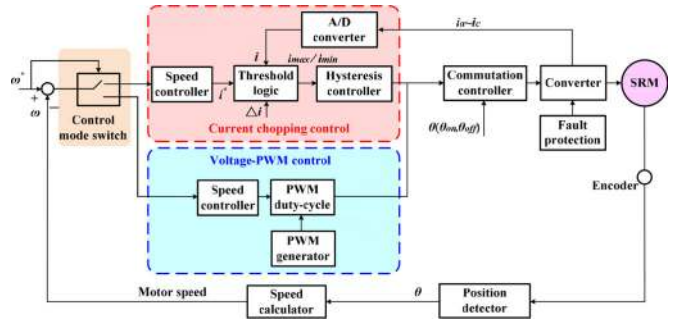 A/D
converter
ia~ic
i
imax/imin
ω*
+
ω
−
Control
mode switch
Speed
controller
i*
Threshold
logic
Hysteresis
controller
△i
Current chopping control
Commutation
controller
θ(θon,θoff)
Converter
SRM
Fault
protection
Voltage-PWM control
Speed
controller
PWM
duty-cycle
PWM
generator
Encoder
Motor speed
Speed
calculator
θ
Position
detector